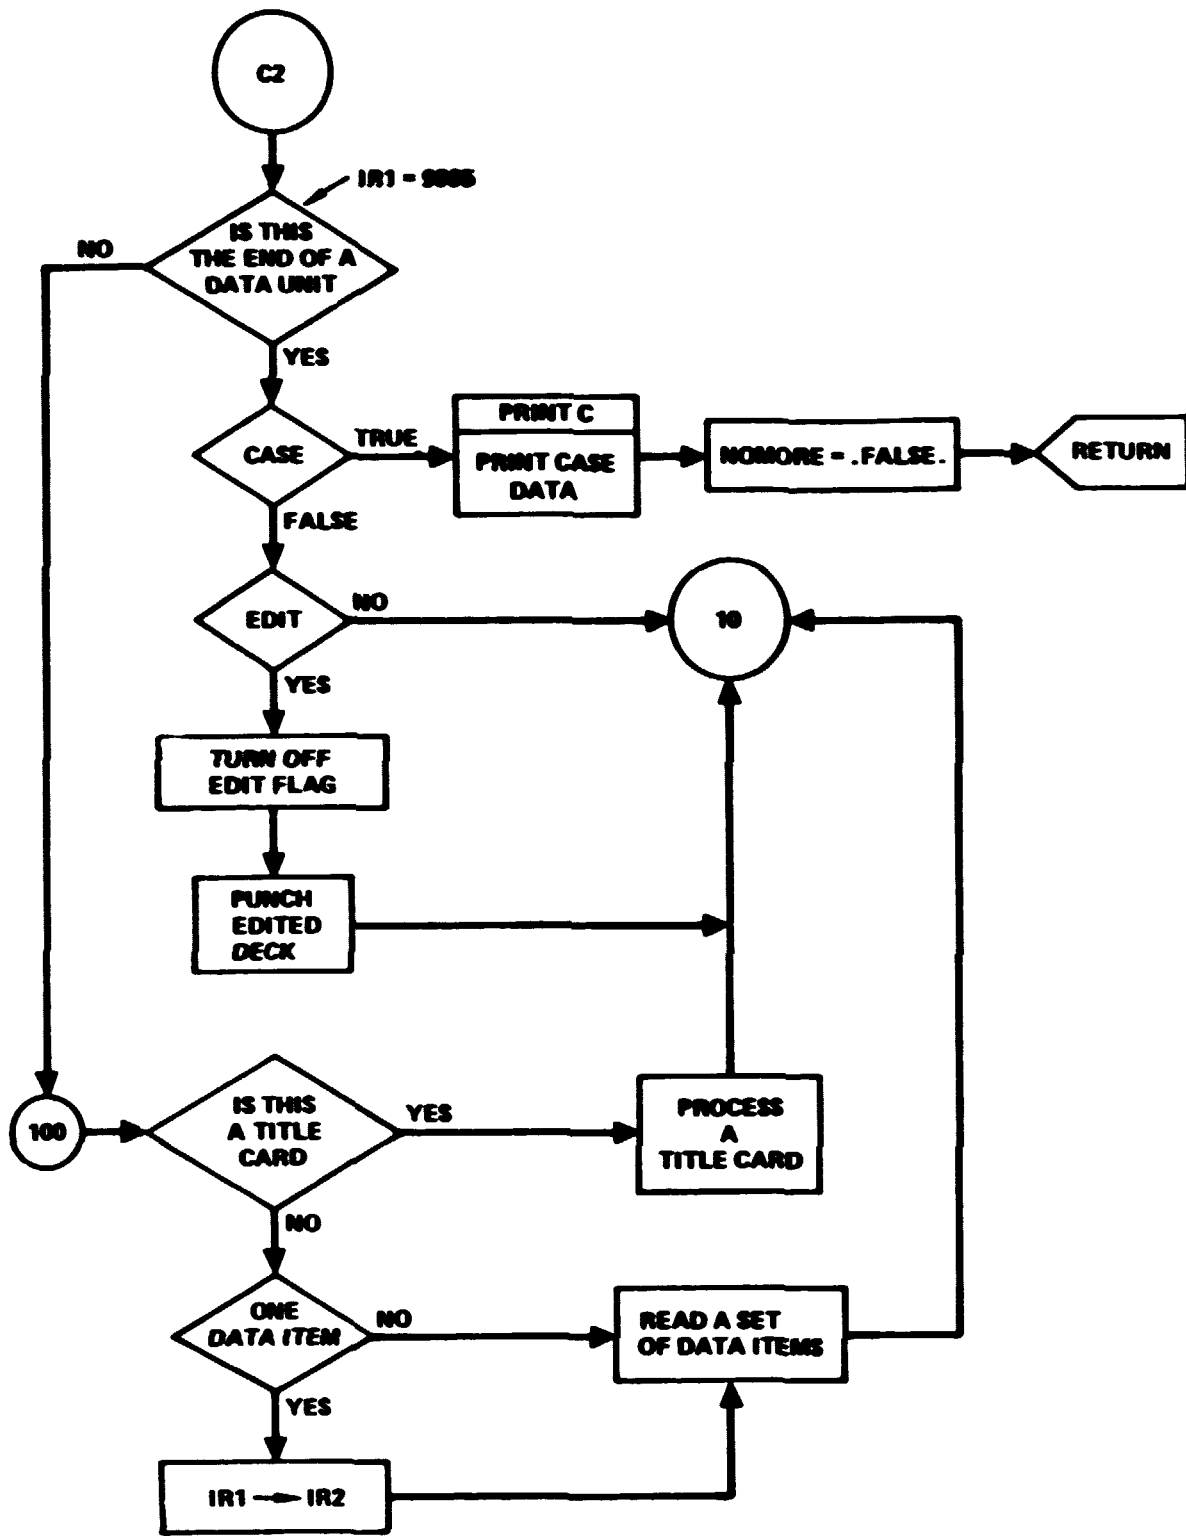 C2
IR1 =
IS THIS
THE END OF A
DATA UNIT
NO
YES
CASE
TRUE
PRINT C
PRINT CASE
DATA
NOMORE = .FALSE.
RETURN
FALSE
EDIT
NO
10
YES
TURN OFF
EDIT FLAG
PUNCH
EDITED
DECK
100
IS THIS
A TITLE
CARD
YES
PROCESS
A
TITLE CARD
NO
ONE
DATA ITEM
NO
READ A SET
OF DATA ITEMS
YES
IR1 → IR2